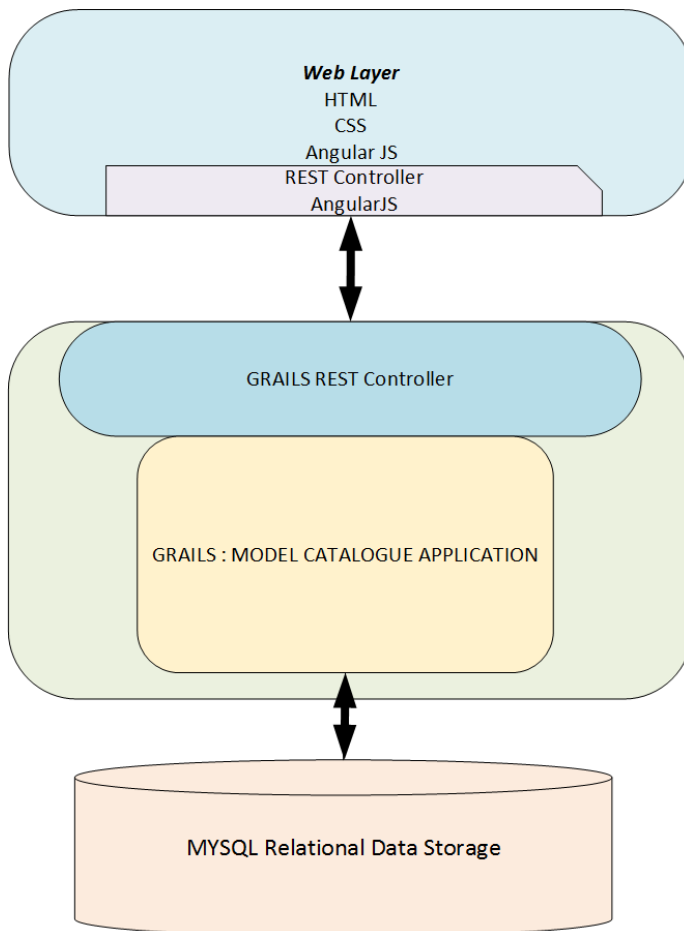 Web Layer
HTML
CSS
Angular JS
REST Controller
AngularJS
GRAILS REST Controller
GRAILS : MODEL CATALOGUE APPLICATION
MYSQL Relational Data Storage